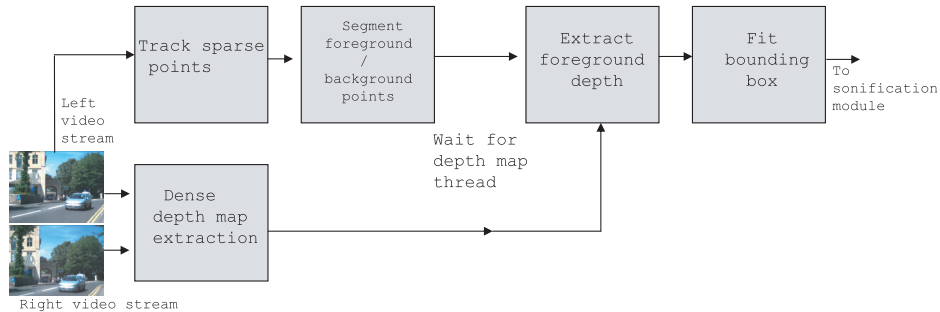 Track sparse
points
Segment
foreground
/
background
points
Extract
foreground
depth
Fit
bounding
box
To
sonification
module
Left
video
stream
Wait for
depth map
thread
Dense
depth map
extraction
Right video stream